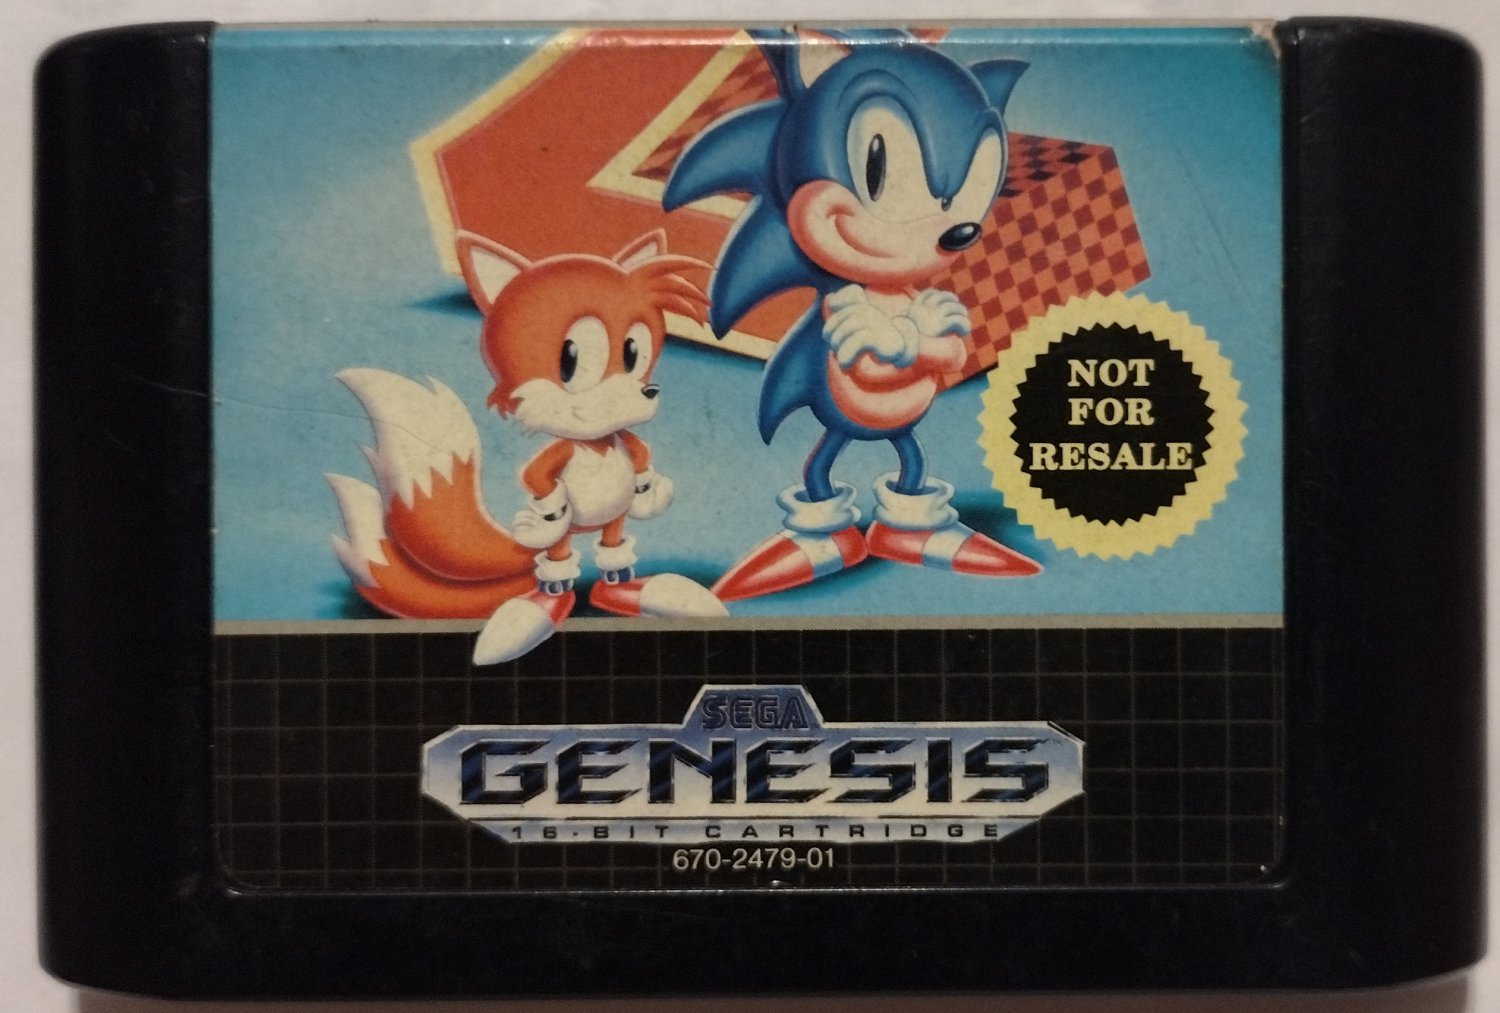 NOT
FOR
RESALE
SEGA
GENESIS
16-BIT CARTRIDGE
670-2479-01